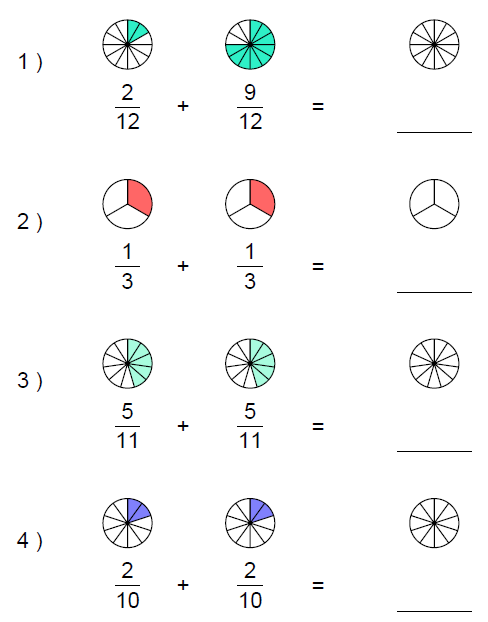 1 ) 2/12 + 9/12 =
2 ) 1/3 + 1/3 =
3 ) 5/11 + 5/11 =
4 ) 2/10 + 2/10 =